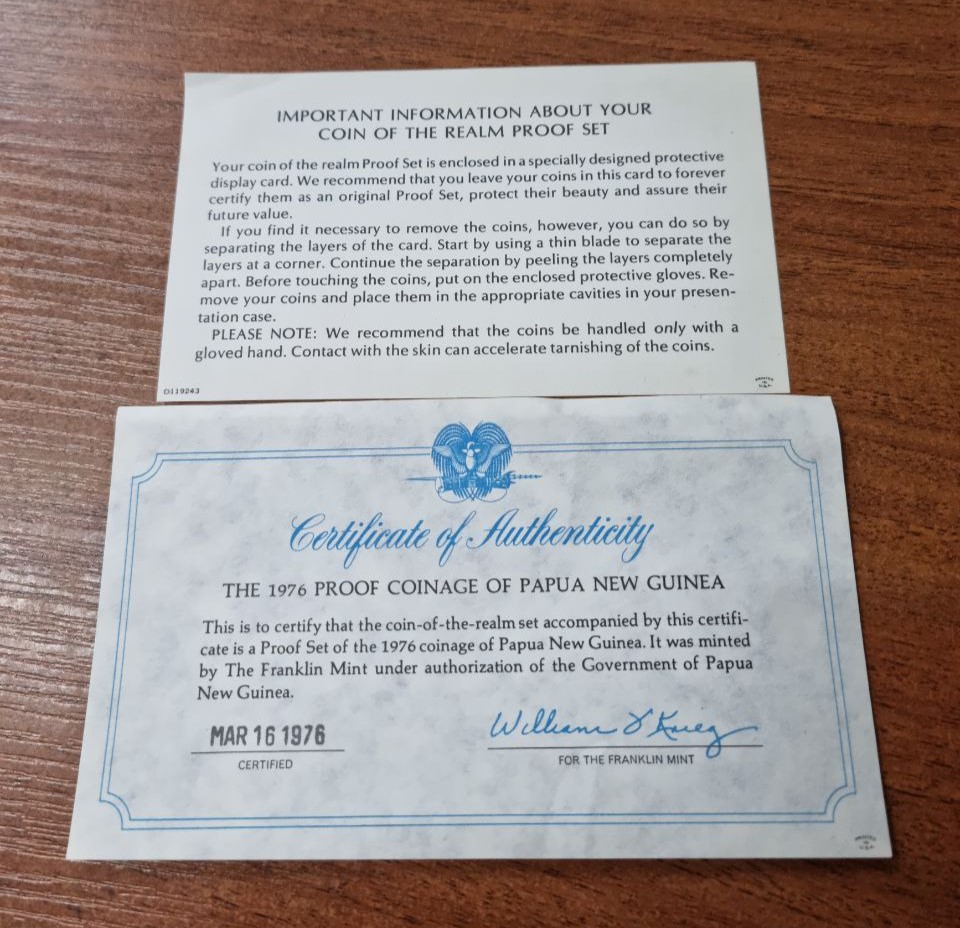 IMPORTANT INFORMATION ABOUT YOUR
COIN OF THE REALM PROOF SET
Your coin of the realm Proof Set is enclosed in a specially designed protective
display card. We recommend that you leave your coins in this card to forever
certify them as an original Proof Set, protect their beauty and assure their
future value.
If you find it necessary to remove the coins, however, you can do so by
separating the layers of the card. Start by using a thin blade to separate the
layers at a corner. Continue the separation by peeling the layers completely
apart. Before touching the coins, put on the enclosed protective gloves. Re-
move your coins and place them in the appropriate cavities in your presen-
tation case.
PLEASE NOTE: We recommend that the coins be handled only with a
gloved hand. Contact with the skin can accelerate tarnishing of the coins.
D119243
PRINTED
IN
U.S.A.
Certificate of Authenticity
THE 1976 PROOF COINAGE OF PAPUA NEW GUINEA
This is to certify that the coin-of-the-realm set accompanied by this certifi-
cate is a Proof Set of the 1976 coinage of Papua New Guinea. It was minted
by The Franklin Mint under authorization of the Government of Papua
New Guinea.
MAR 16 1976
CERTIFIED
William
FOR THE FRANKLIN MINT
PRINTED
IN
U.S.A.